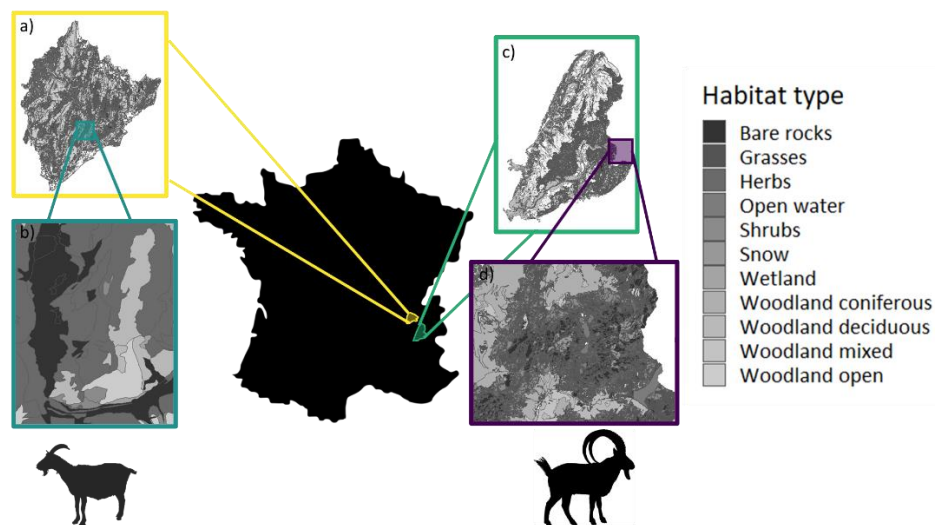 a)
b)
c)
d)
Habitat type
Bare rocks
Grasses
Herbs
Open water
Shrubs
Snow
Wetland
Woodland coniferous
Woodland deciduous
Woodland mixed
Woodland open